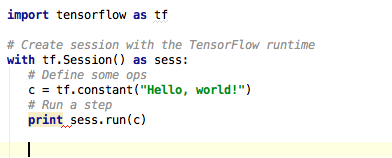 import tensorflow as tf
# Create session with the TensorFlow runtime
with tf.Session() as sess:
# Define some ops
c = tf.constant("Hello, world!")
# Run a step
print sess.run(c)